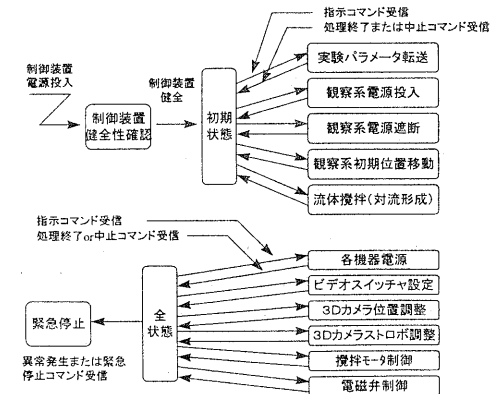 指示コマンド受信
処理終了または中止コマンド受信
制御装置
電源投入
制御装置
健全性確認
制御装置
健全
初期
状態
実験パラメータ転送
観察系電源投入
観察系電源遮断
観察系初期位置移動
流体攪拌(対流形成)
指示コマンド受信
処理終了or中止コマンド受信
緊急停止
異常発生または緊急
停止コマンド受信
全
状態
各機器電源
ビデオスイッチャ設定
3Dカメラ位置調整
3Dカメラストロボ調整
攪拌モータ制御
電磁弁制御